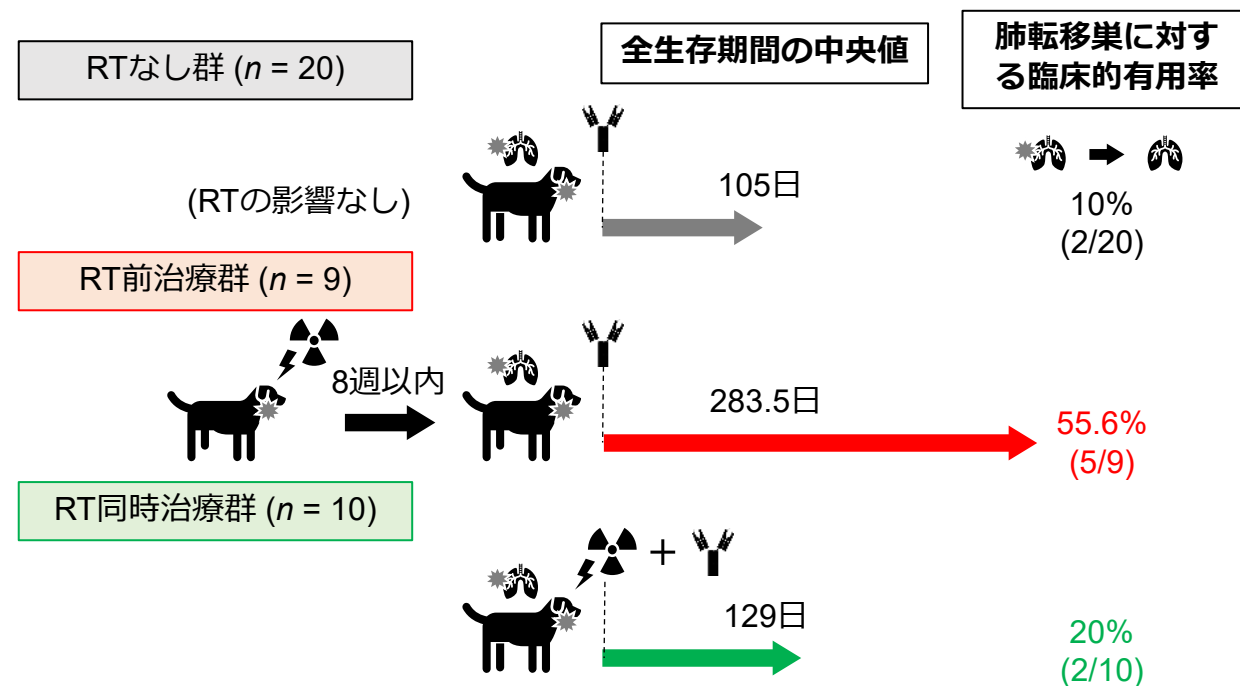 RTなし群 (n = 20)
全生存期間の中央値
肺転移巣に対す
る臨床的有用率
(RTの影響なし)
105日
10%
(2/20)
RT前治療群 (n = 9)
8週以内
283.5日
55.6%
(5/9)
RT同時治療群 (n = 10)
+
129日
20%
(2/10)